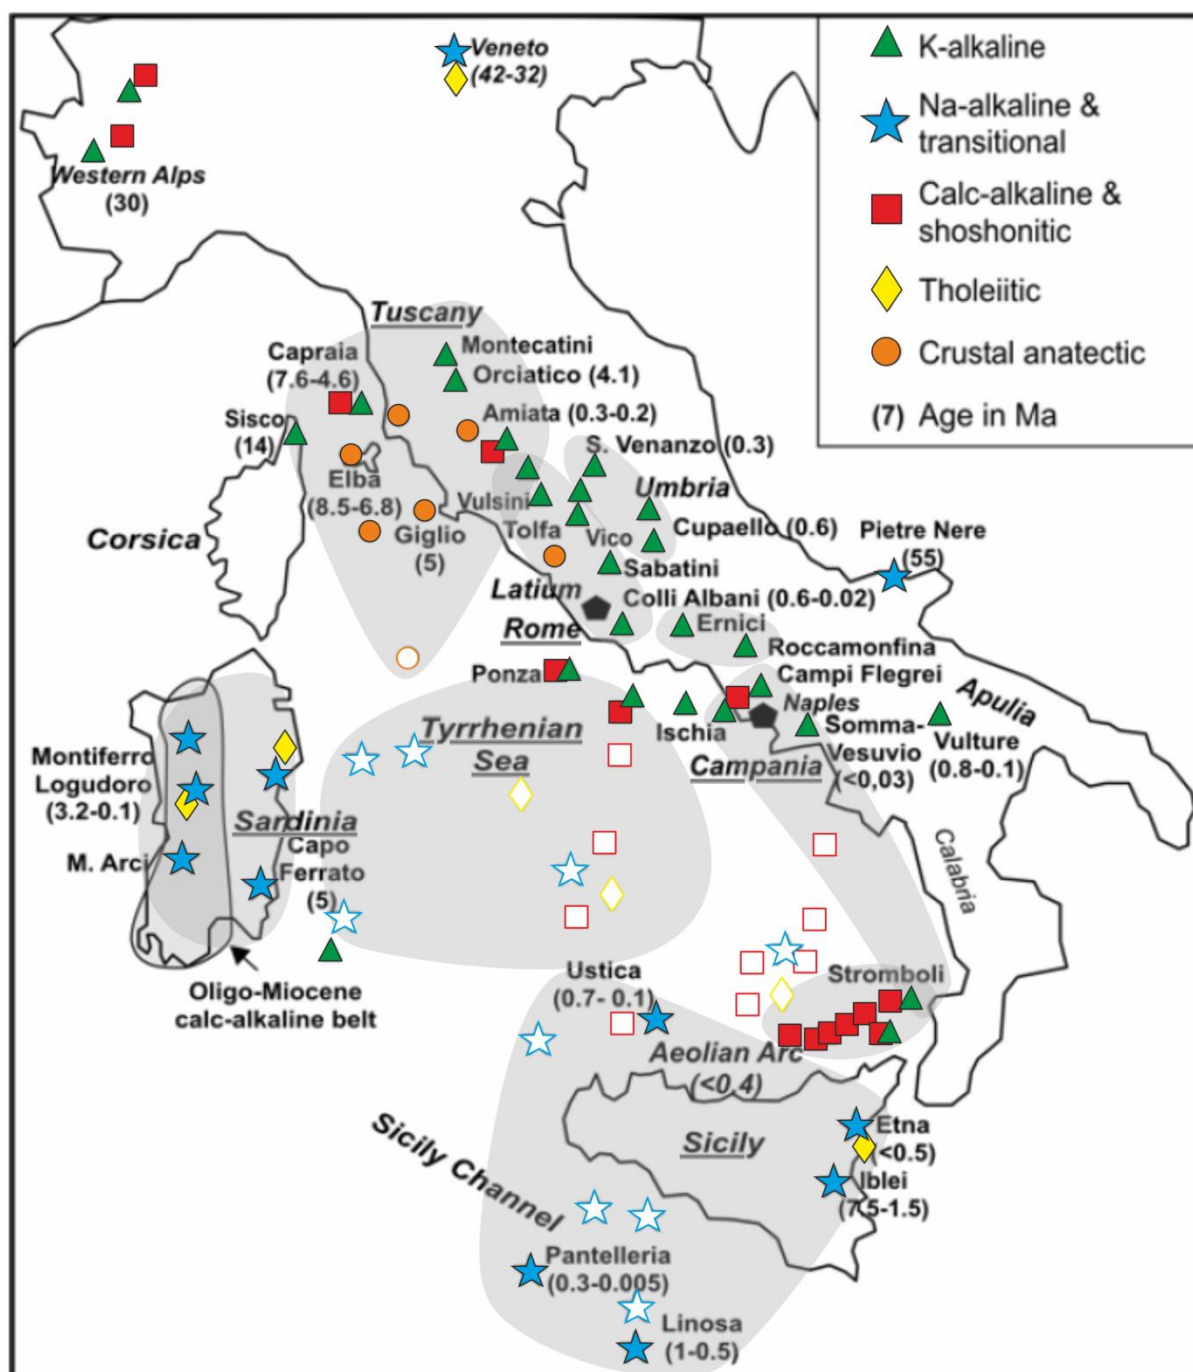 K-alkaline
Na-alkaline &
transitional
Calc-alkaline &
shoshonitic
Tholeiitic
Crustal anatectic
(7) Age in Ma
Veneto
(42-32)
Western Alps
(30)
Tuscany
Capraia
(7.6-4.6)
Montecatini
Orciatico (4.1)
Sisco
(14)
Amiata (0.3-0.2)
S. Venanzo (0.3)
Elba
(8.5-6.8)
Vulsini
Umbria
Giglio
(5)
Tolfa
Vico
Cupaello (0.6)
Corsica
Pietre Nere
(55)
Sabatini
Latium
Colli Albani (0.6-0.02)
Rome
Ernici
Roccamonfina
Ponza
Campi Flegrei
Naples
Apulia
Ischia
Somma-
Vesuvio
(<0,03)
Vulture
(0.8-0.1)
Tyrrhenian
Sea
Campania
Montiferro
Logudoro
(3.2-0.1)
Sardinia
M. Arci
Capo
Ferrato
(5)
Calabria
Oligo-Miocene
calc-alkaline belt
Ustica
(0.7- 0.1)
Stromboli
Aeolian Arc
(<0.4)
Etna
(<0.5)
Sicily
Iblei
(7.5-1.5)
Sicily Channel
Pantelleria
(0.3-0.005)
Linosa
(1-0.5)